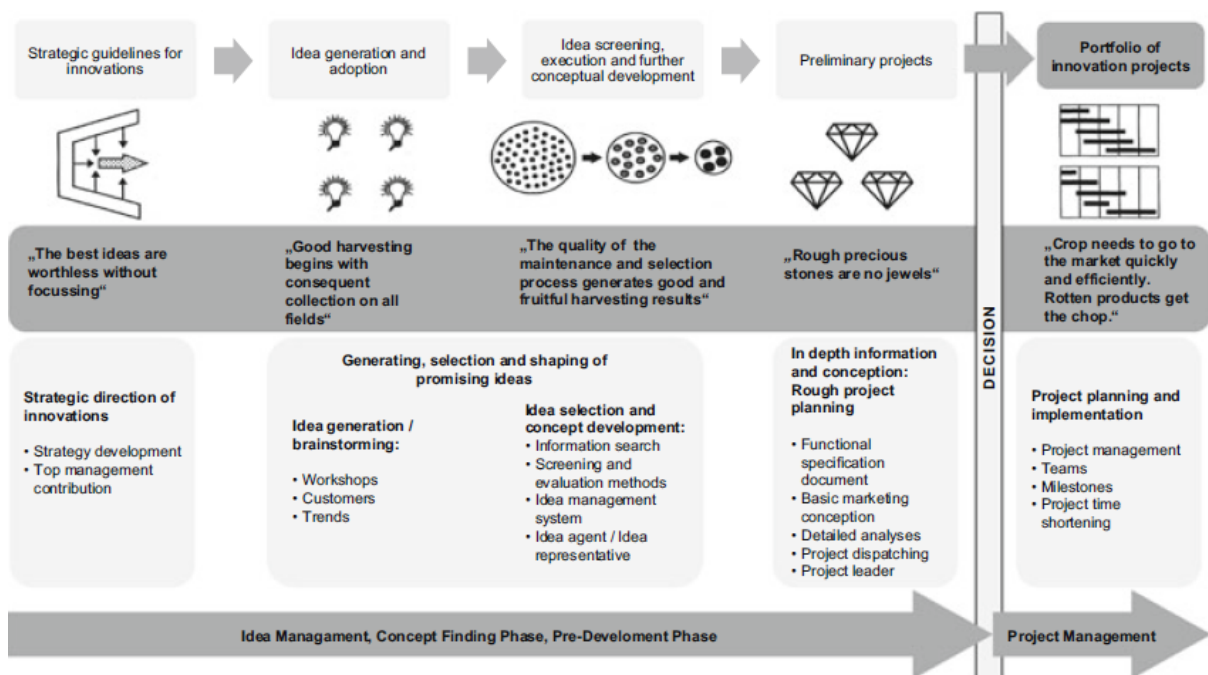 Strategic guidelines for
innovations
Idea generation and
adoption
Idea screening,
execution and further
conceptual development
Preliminary projects
Portfolio of
innovation projects
„The best ideas are
worthless without
focussing“
„Good harvesting
begins with
consequent
collection on all
fields“
„The quality of the
maintenance and selection
process generates good and
fruitful harvesting results“
„Rough precious
stones are no jewels“
„Crop needs to go to
the market quickly
and efficiently.
Rotten products get
the chop.“
DECISION
Strategic direction of
innovations
• Strategy development
• Top management
contribution
Generating, selection and shaping of
promising ideas
Idea generation /
brainstorming:
• Workshops
• Customers
• Trends
Idea selection and
concept development:
• Information search
• Screening and
evaluation methods
• Idea management
system
• Idea agent / Idea
representative
In depth information
and conception:
Rough project
planning
• Functional
specification
document
• Basic marketing
conception
• Detailed analyses
• Project dispatching
• Project leader
Project planning and
implementation
• Project management
• Teams
• Milestones
• Project time
shortening
Idea Managament, Concept Finding Phase, Pre-Develoment Phase
Project Management